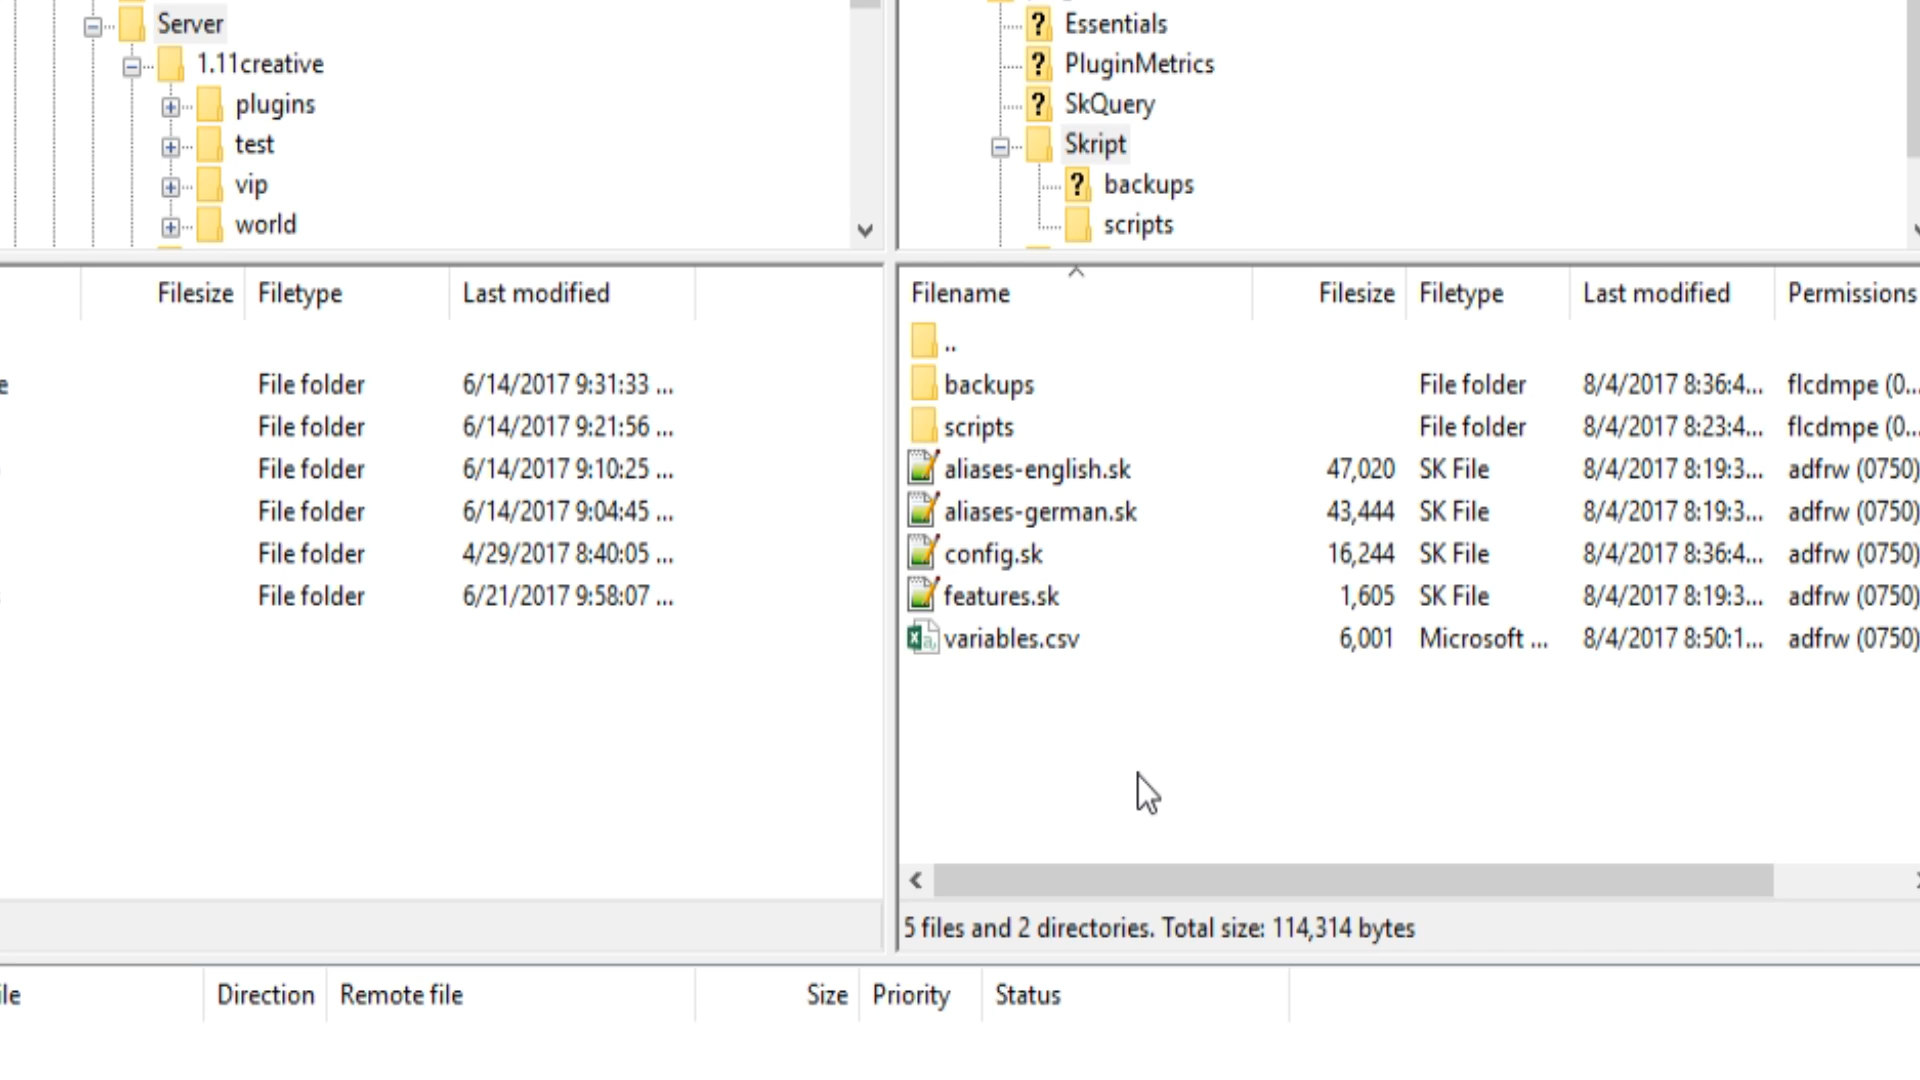 Server
1.11creative
plugins
test
vip
world
? Essentials
? PluginMetrics
? SkQuery
Skript
? backups
scripts
Filesize Filetype Last modified
e File folder 6/14/2017 9:31:33 ...
File folder 6/14/2017 9:21:56 ...
File folder 6/14/2017 9:10:25 ...
File folder 6/14/2017 9:04:45 ...
File folder 4/29/2017 8:40:05 ...
File folder 6/21/2017 9:58:07 ...
Filename Filesize Filetype Last modified Permissions
..
backups File folder 8/4/2017 8:36:4... flcdmpe (0...
scripts File folder 8/4/2017 8:23:4... flcdmpe (0...
aliases-english.sk 47,020 SK File 8/4/2017 8:19:3... adfrw (0750)
aliases-german.sk 43,444 SK File 8/4/2017 8:19:3... adfrw (0750)
config.sk 16,244 SK File 8/4/2017 8:36:4... adfrw (0750)
features.sk 1,605 SK File 8/4/2017 8:19:3... adfrw (0750)
variables.csv 6,001 Microsoft ... 8/4/2017 8:50:1... adfrw (0750)
5 files and 2 directories. Total size: 114,314 bytes
ile Direction Remote file Size Priority Status